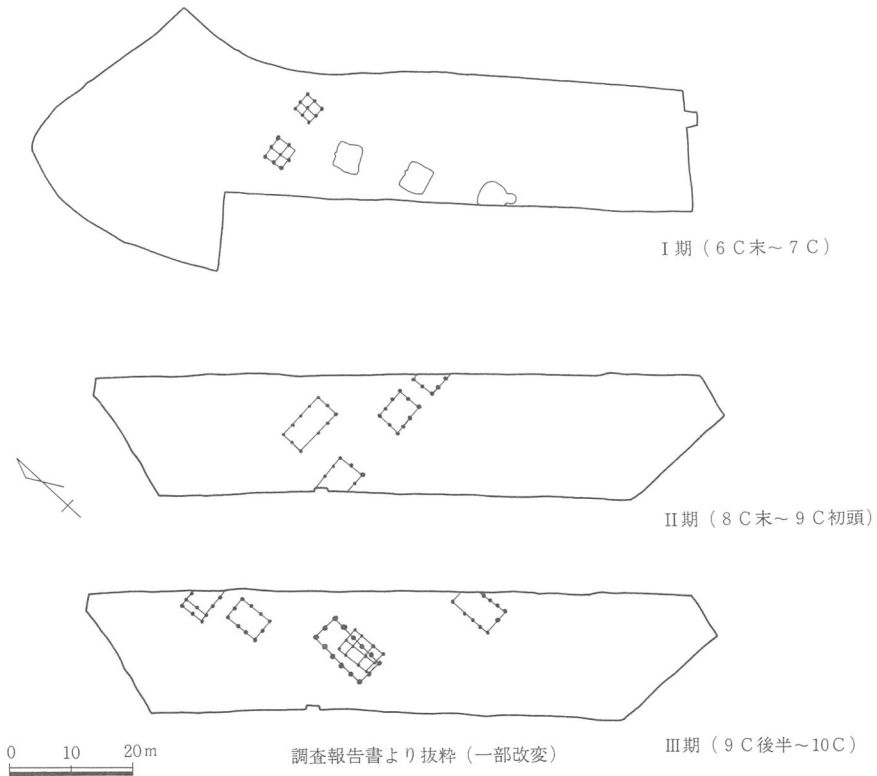 I期（6C末～7C）
II期（8C末～9C初頭）
III期（9C後半～10C）
0 10 20m
調査報告書より抜粋（一部改変）